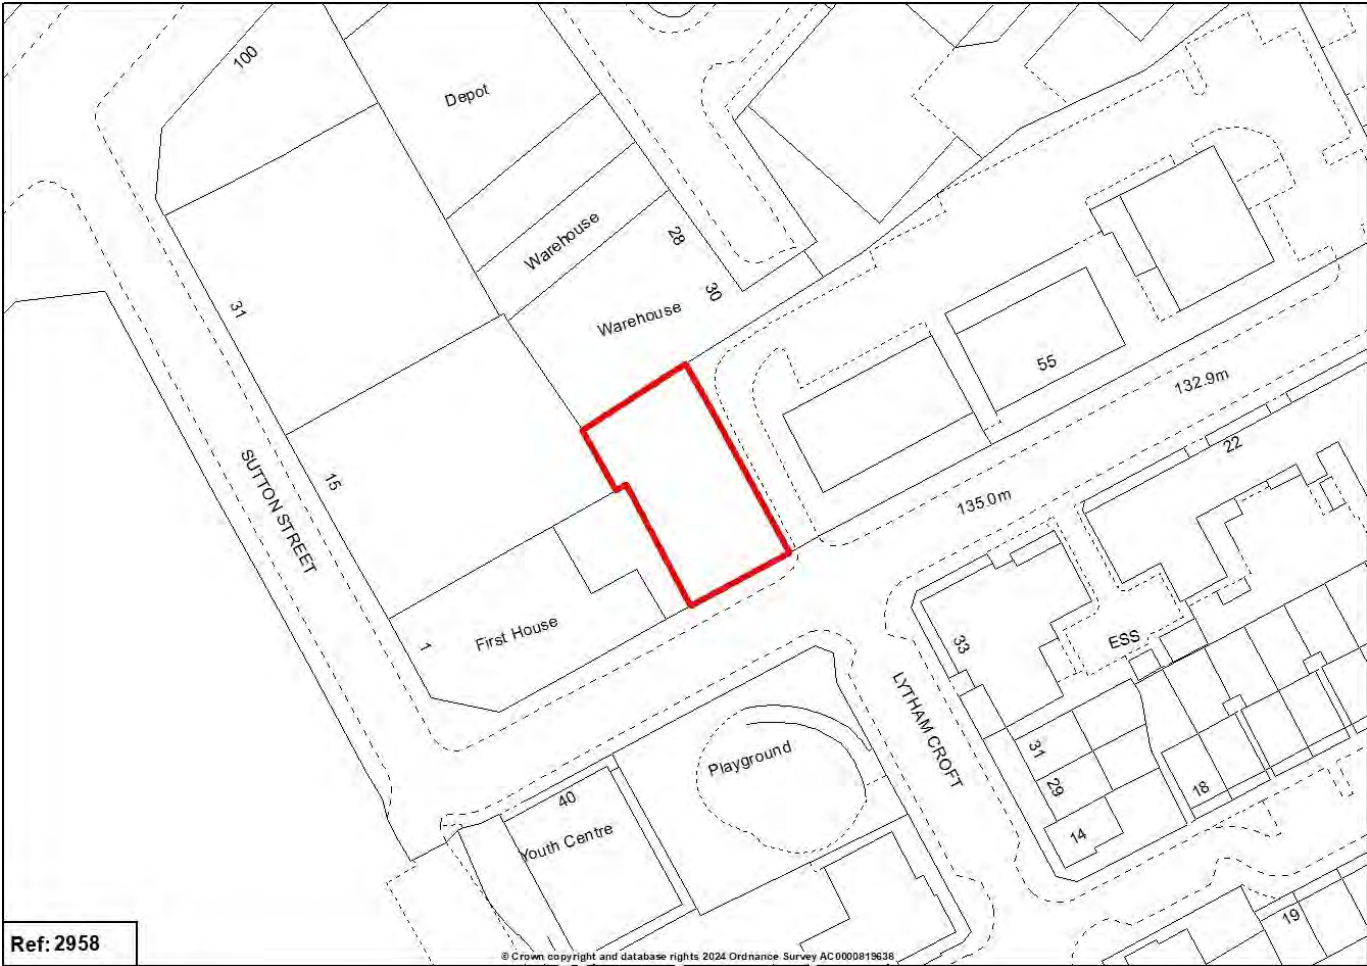 100
Depot
Warehouse
28
31
30
Warehouse
55
132.9m
22
SUTTON STREET
15
135.0m
First House
1
33
ESS
LYTHAM CROFT
Playground
31
29
18
40
Youth Centre
14
19
Ref: 2958
© Crown copyright and database rights 2024 Ordnance Survey AC0000819636